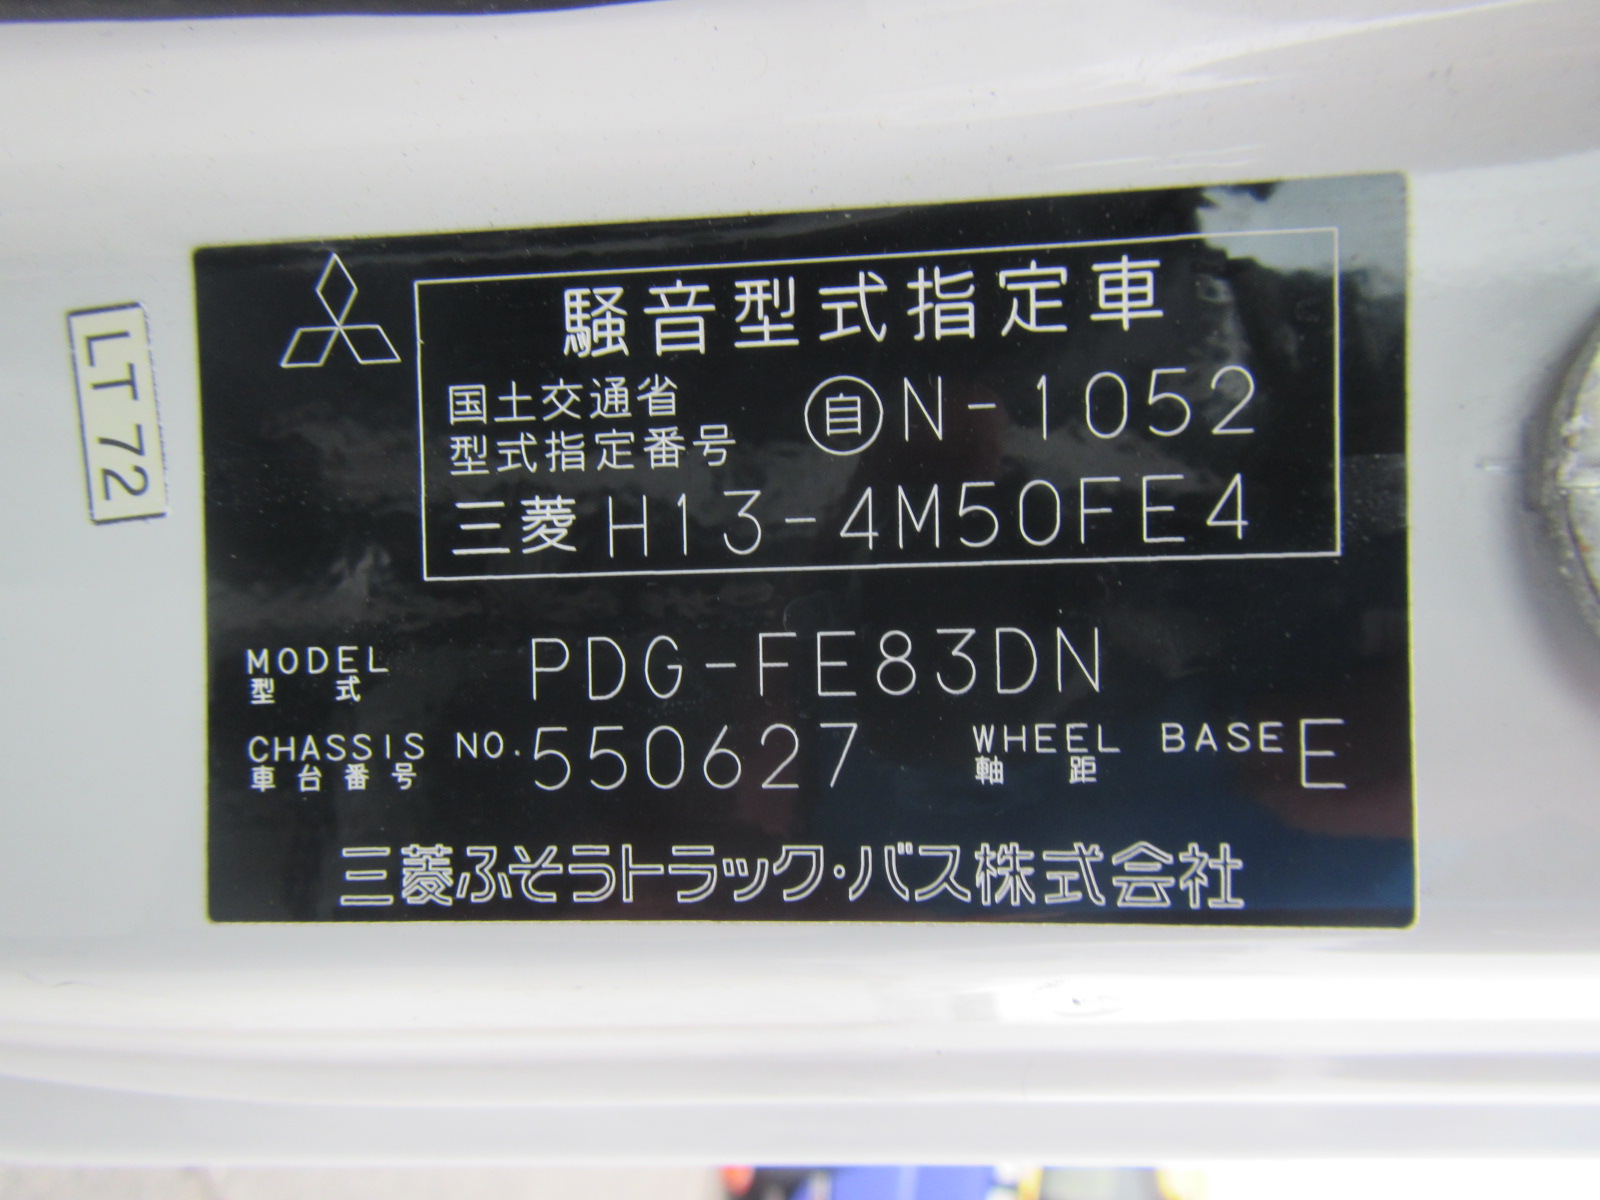 LT72
騒音型式指定車
国土交通省
型式指定番号 自 N-1052
三菱 H13-4M50FE4
MODEL PDG-FE83DN
型式
CHASSIS NO. 550627 WHEEL BASE E
車台番号 軸距
三菱ふそうトラック・バス株式会社